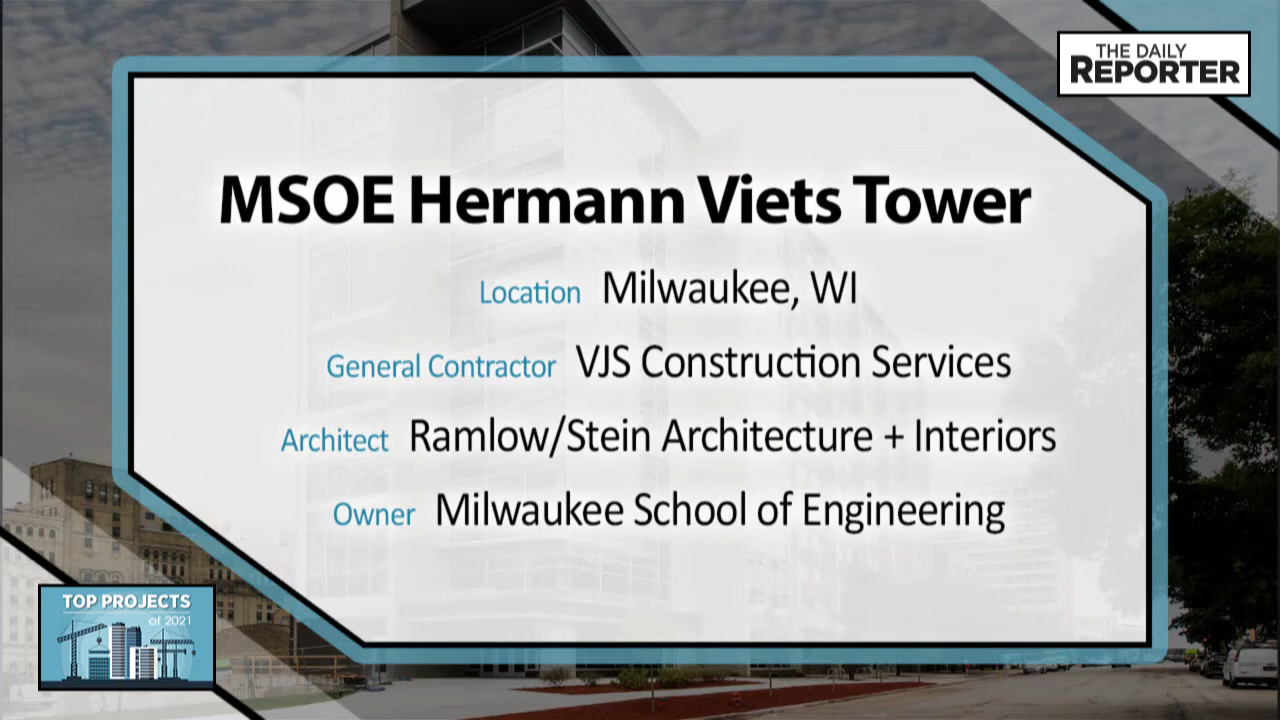 THE DAILY
REPORTER
MSOE Hermann Viets Tower
Location Milwaukee, WI
General Contractor VJS Construction Services
Architect Ramlow/Stein Architecture + Interiors
Owner Milwaukee School of Engineering
TOP PROJECTS
of 2021